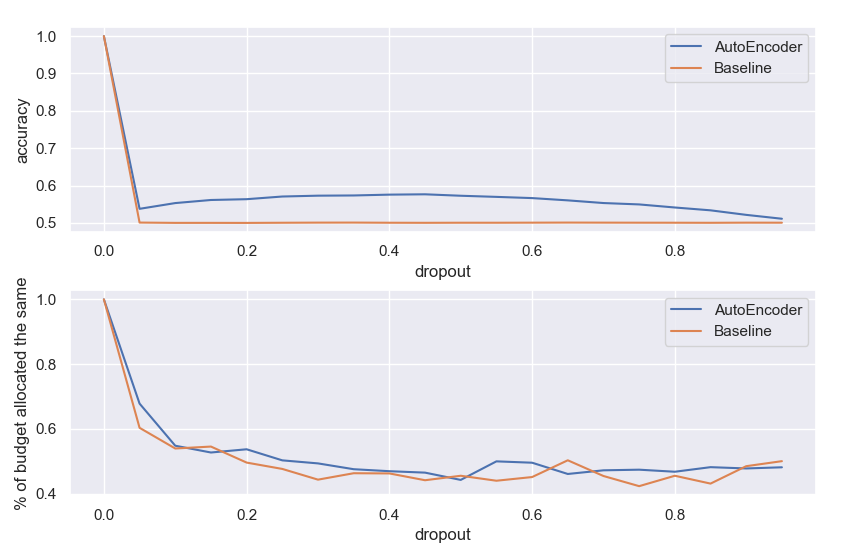 accuracy
1.0
0.9
0.8
0.7
0.6
0.5
AutoEncoder
Baseline
0.0 0.2 0.4 0.6 0.8
dropout
% of budget allocated the same
1.0
0.8
0.6
0.4
AutoEncoder
Baseline
0.0 0.2 0.4 0.6 0.8
dropout